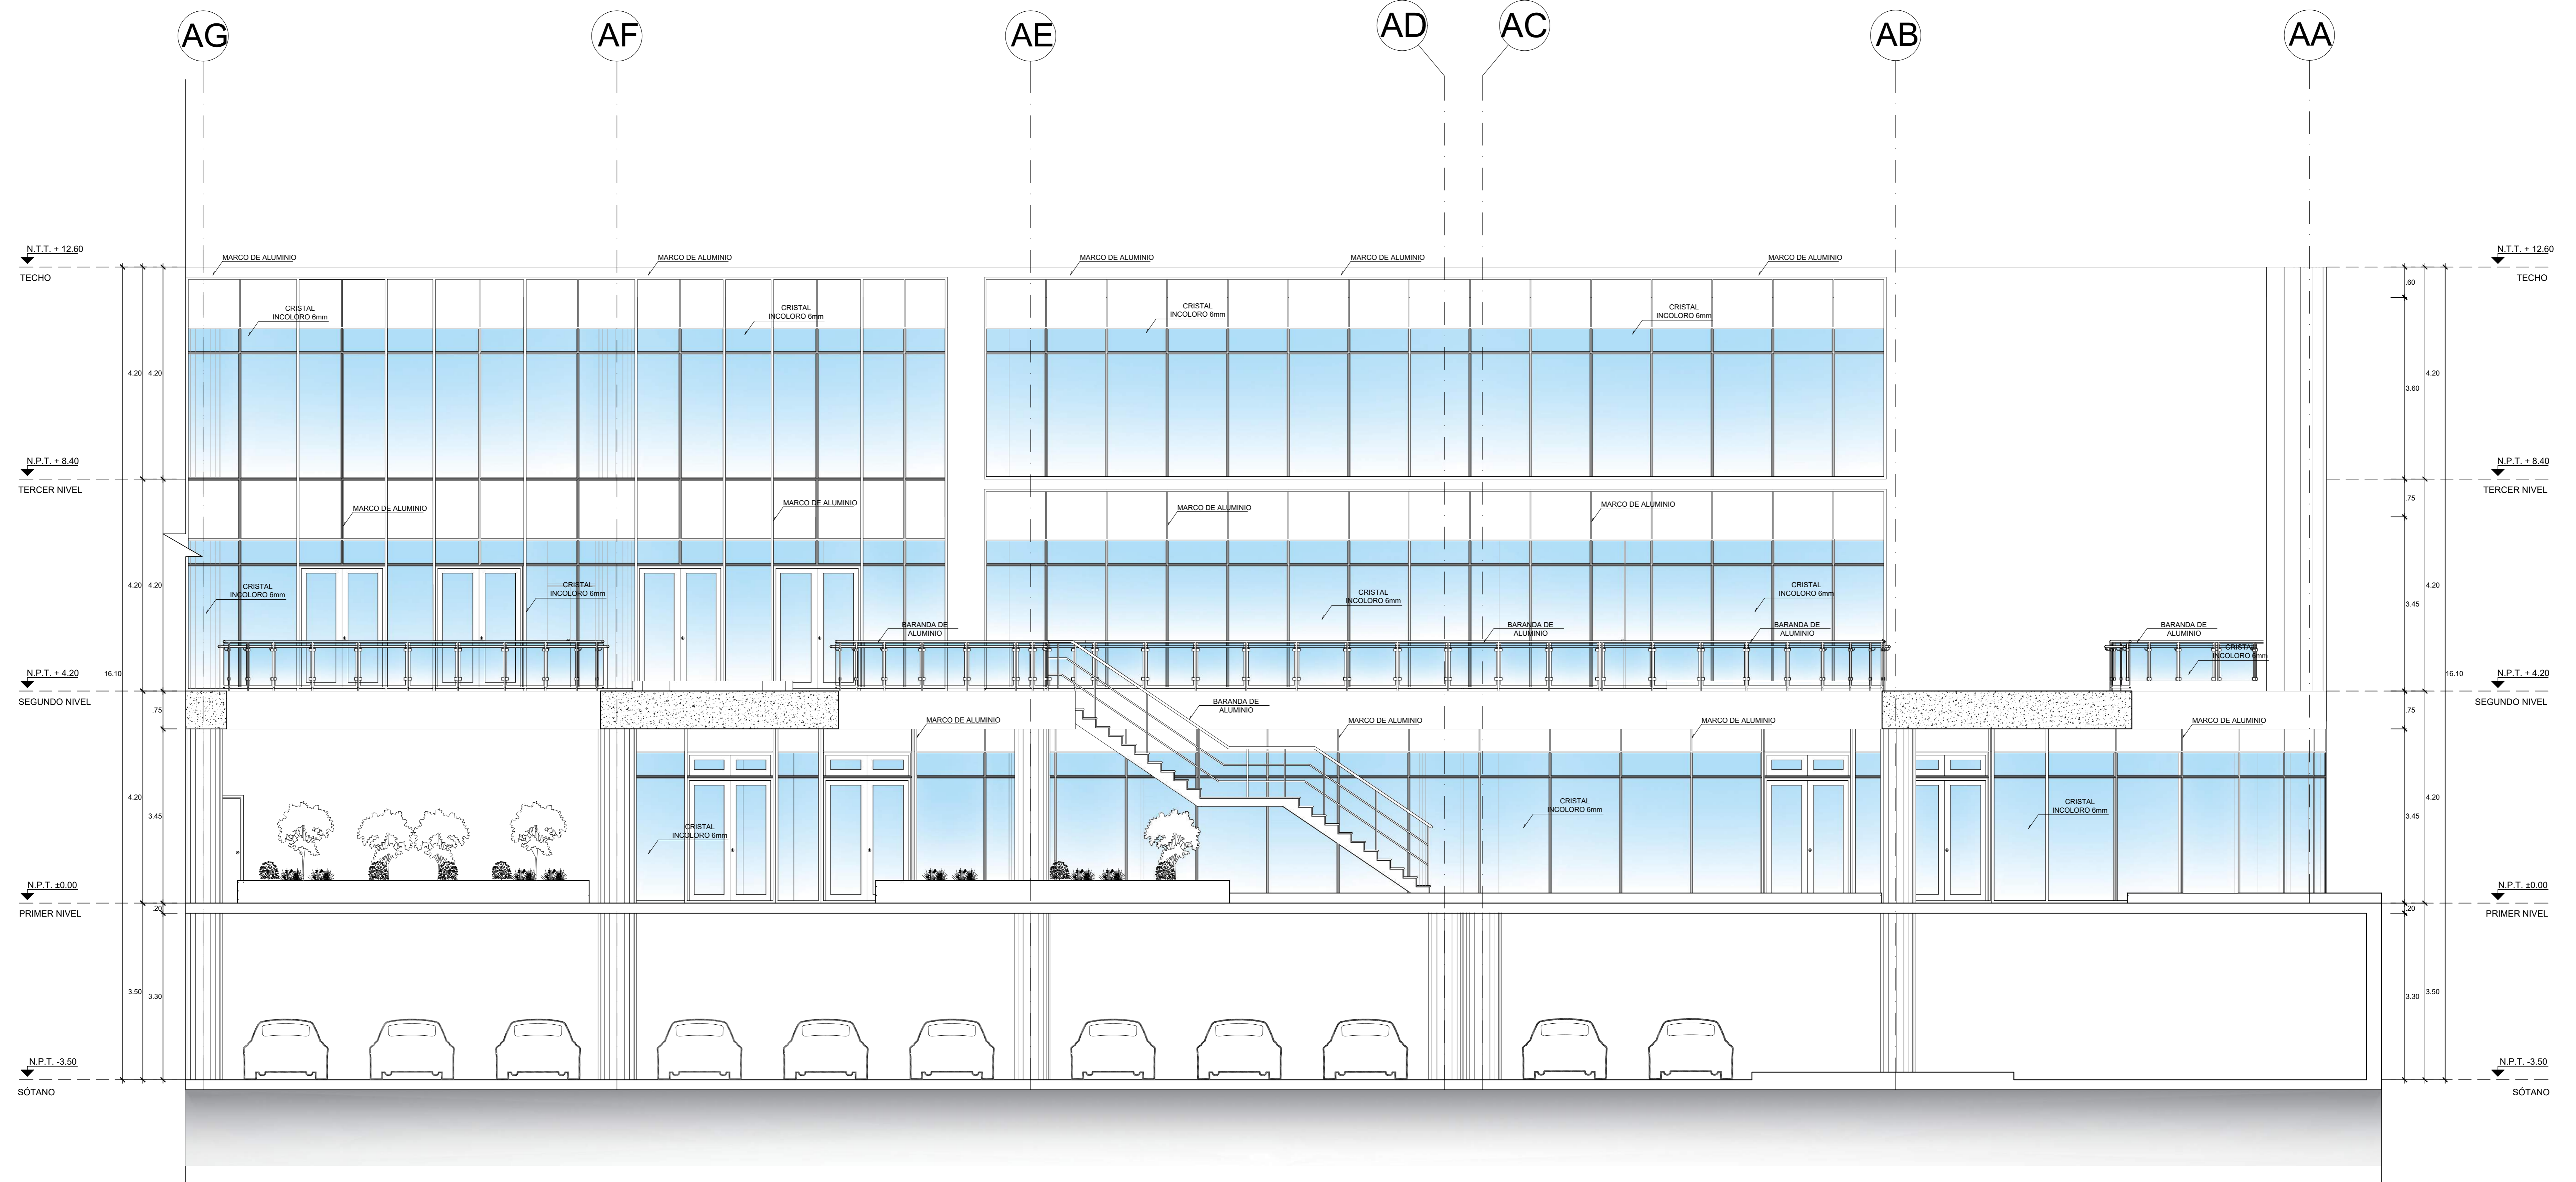 AG
AF
AE
AD
AC
AB
AA
N.T.T. + 12.60
TECHO
MARCO DE ALUMINIO
MARCO DE ALUMINIO
MARCO DE ALUMINIO
MARCO DE ALUMINIO
MARCO DE ALUMINIO
N.T.T. + 12.60
TECHO
.60
CRISTAL
INCOLORO 6mm
CRISTAL
INCOLORO 6mm
CRISTAL
INCOLORO 6mm
CRISTAL
INCOLORO 6mm
4.20
4.20
3.60
4.20
N.P.T. + 8.40
TERCER NIVEL
N.P.T. + 8.40
TERCER NIVEL
.75
MARCO DE ALUMINIO
MARCO DE ALUMINIO
MARCO DE ALUMINIO
MARCO DE ALUMINIO
4.20
4.20
CRISTAL
INCOLORO 6mm
CRISTAL
INCOLORO 6mm
CRISTAL
INCOLORO 6mm
CRISTAL
INCOLORO 6mm
3.45
4.20
BARANDA DE
ALUMINIO
BARANDA DE
ALUMINIO
BARANDA DE
ALUMINIO
BARANDA DE
ALUMINIO
CRISTAL
INCOLORO 6mm
N.P.T. + 4.20
SEGUNDO NIVEL
16.10
16.10
N.P.T. + 4.20
SEGUNDO NIVEL
.75
BARANDA DE
ALUMINIO
.75
MARCO DE ALUMINIO
MARCO DE ALUMINIO
MARCO DE ALUMINIO
MARCO DE ALUMINIO
4.20
3.45
CRISTAL
INCOLORO 6mm
CRISTAL
INCOLORO 6mm
CRISTAL
INCOLORO 6mm
3.45
4.20
N.P.T. ±0.00
PRIMER NIVEL
.20
N.P.T. ±0.00
PRIMER NIVEL
.20
3.50
3.30
3.30
3.50
N.P.T. -3.50
SÓTANO
N.P.T. -3.50
SÓTANO